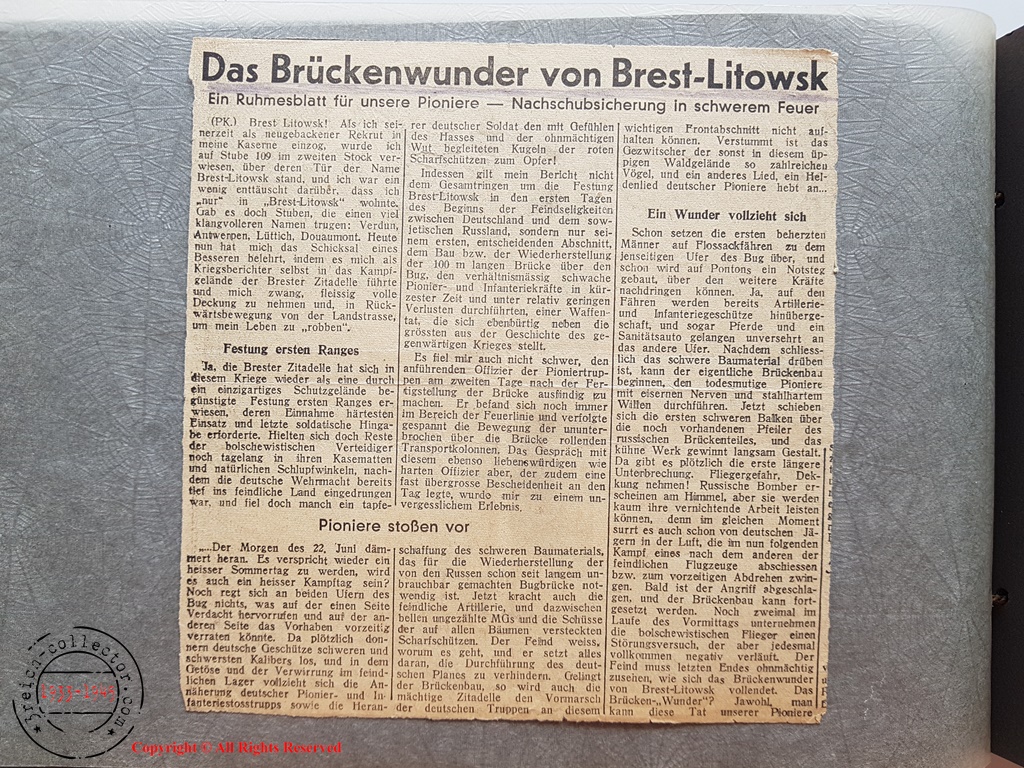 Das Brückenwunder von Brest-Litowsk
Ein Ruhmesblatt für unsere Pioniere — Nachschubsicherung in schwerem Feuer
(PK.) Brest Litowsk! Als ich sei-
nerzeit als neugebackener Rekrut in
meine Kaserne einzog, wurde ich
auf Stube 109 im zweiten Stock ver-
wiesen, über deren Tür der Name
Brest-Litowsk stand, und ich war ein
wenig enttäuscht darüber, dass ich
„nur" in „Brest-Litowsk" wohnte.
Gab es doch Stuben, die einen viel
klangvolleren Namen trugen: Verdun,
Antwerpen, Lüttich, Douaumont. Heute
nun hat mich das Schicksal eines
Besseren belehrt, indem es mich als
Kriegsberichter selbst in das Kampf-
gelände der Brester Zitadelle führte
und mich zwang, fleissig volle
Deckung zu nehmen und, in Rück-
wärtsbewegung von der Landstrasse,
um mein Leben zu „robben".
Festung ersten Ranges
Ja, die Brester Zitadelle hat sich in
diesem Kriege wieder als eine durch
ein einzigartiges Schutzgelände be-
günstigte Festung ersten Ranges er-
wiesen, deren Einnahme härtesten
Einsatz und letzte soldatische Hinga-
be erforderte. Hielten sich doch Reste
der bolschewistischen Verteidiger
noch tagelang in ihren Kasematten
und natürlichen Schlupfwinkeln, nach-
dem die deutsche Wehrmacht bereits
tief ins feindliche Land eingedrungen
war, und fiel doch manch ein tapfe-
rer deutscher Soldat den mit Gefühlen
des Hasses und der ohnmächtigen
Wut begleiteten Kugeln der roten
Scharfschützen zum Opfer!
Indessen gilt mein Bericht nicht
dem Gesamtringen um die Festung
Brest-Litowsk in den ersten Tagen
des Beginns der Feindseligkeiten
zwischen Deutschland und dem sow-
jetischen Russland, sondern nur sei-
nem ersten, entscheidenden Abschnitt,
dem Bau bzw. der Wiederherstellung
der 100 m langen Brücke über den
Bug, den verhältnismässig schwache
Pionier- und Infanteriekräfte in kür-
zester Zeit und unter relativ geringen
Verlusten durchführten, einer Waffen-
tat, die sich ebenbürtig neben die
grössten aus der Geschichte des ge-
genwärtigen Krieges stellt.
Es fiel mir auch nicht schwer, den
anführenden Offizier der Pioniertrup-
pen am zweiten Tage nach der Fer-
tigstellung der Brücke ausfindig zu
machen. Er befand sich noch immer
im Bereich der Feuerlinie und verfolgte
gespannt die Bewegung der ununter-
brochen über die Brücke rollenden
Transportkolonnen. Das Gespräch mit
diesem ebenso liebenswürdigen wie
harten Offizier aber, der zudem eine
fast übergrosse Bescheidenheit an den
Tag legte, wurde mir zu einem un-
vergesslichem Erlebnis.
Pioniere stoßen vor
„...Der Morgen des 22. Juni däm-
mert heran. Es verspricht wieder ein
heisser Sommertag zu werden, wird
es auch ein heisser Kampftag sein?
Noch regt sich an beiden Ufern des
Bug nichts, was auf der einen Seite
Verdacht hervorrufen und auf der an-
deren Seite das Vorhaben vorzeitig
verraten könnte. Da plötzlich don-
nern deutsche Geschütze schweren und
schwersten Kalibers los, und in dem
Getöse und der Verwirrung im feind-
lichen Lager vollzieht sich die An-
näherung deutscher Pionier- und In-
fanteriestosstrupps sowie die Heran-
schaffung des schweren Baumaterials,
das für die Wiederherstellung der
von den Russen schon seit langem un-
brauchbar gemachten Bugbrücke not-
wendig ist. Jetzt kracht auch die
feindliche Artillerie, und dazwischen
bellen ungezählte MGs und die Schüsse
der auf allen Bäumen versteckten
Scharfschützen. Der Feind weiss,
worum es geht, und er setzt alles
daran, die Durchführung des deut-
schen Planes zu verhindern. Gelingt
der Brückenbau, so wird auch die
mächtige Zitadelle den Vormarsch
der deutschen Truppen an diesem
wichtigen Frontabschnitt nicht auf-
halten können. Verstummt ist das
Gezwitscher der sonst in diesem üp-
pigen Waldgelände so zahlreichen
Vögel, und ein anderes Lied, ein Hel-
denlied deutscher Pioniere hebt an...
Ein Wunder vollzieht sich
Schon setzen die ersten beherzten
Männer auf Flossackfähren zu dem
jenseitigen Ufer des Bug über, und
schon wird auf Pontons ein Notsteg
gebaut, über den weitere Kräfte
nachdringen können. Ja, auf den
Fähren werden bereits Artillerie-
und Infanteriegeschütze hinüberge-
schaft, und sogar Pferde und ein
Sanitätsauto gelangen unversehrt an
das andere Ufer. Nachdem schliess-
lich das schwere Baumaterial drüben
ist, kann der eigentliche Brückenbau
beginnen, den todesmutige Pioniere
mit eisernen Nerven und stahlhartem
Willen durchführen. Jetzt schieben
sich die ersten schweren Balken über
die noch vorhandenen Pfeiler des
russischen Brückenteiles, und das
kühne Werk gewinnt langsam Gestalt.
Da gibt es plötzlich die erste längere
Unterbrechung. Fliegergefahr, Dek-
kung nehmen! Russische Bomber er-
scheinen am Himmel, aber sie werden
kaum ihre vernichtende Arbeit leisten
können, denn im gleichen Moment
surrt es auch schon von deutschen Jä-
gern in der Luft, die im nun folgenden
Kampf eines nach dem anderen der
feindlichen Flugzeuge abschiessen
bzw. zum vorzeitigen Abdrehen zwin-
gen. Bald ist der Angriff abgeschla-
gen, und der Brückenbau kann fort-
gesetzt werden. Noch zweimal im
Laufe des Vormittags unternehmen
die bolschewistischen Flieger einen
Störungsversuch, der aber jedesmal
vollkommen negativ verläuft. Der
Feind muss letzten Endes ohnmächtig
zusehen, wie sich das Brückenwunder
von Brest-Litowsk vollendet. Das
Brücken-„Wunder"? Jawohl, man
kann diese Tat unserer Pioniere
3reich-collector.com
1933-1945
Copyright © All Rights Reserved